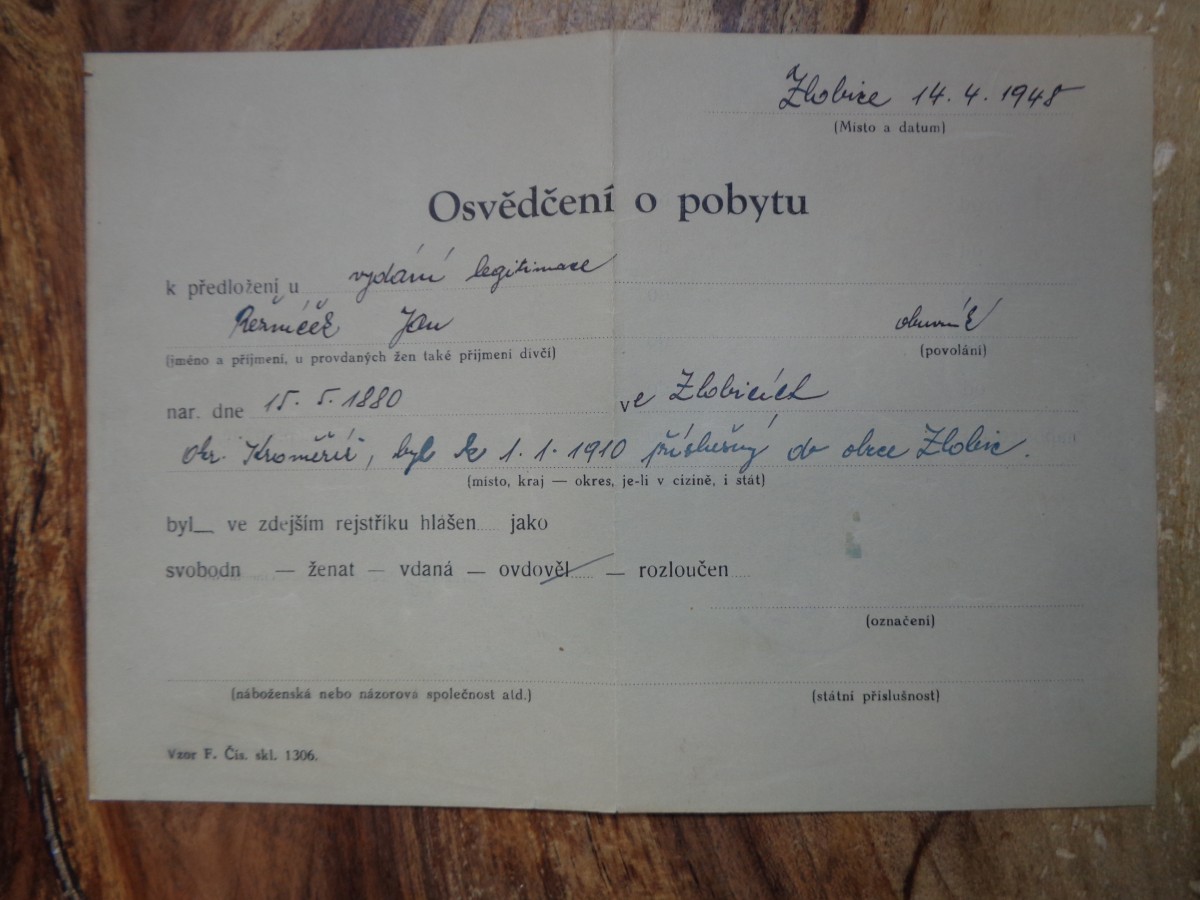 Zlobice 14.4.1948
(Místo a datum)
Osvědčení o pobytu
k předložení u vydání legitimace
Řezníček Jan obuvník
(jméno a příjmení, u provdaných žen také příjmení dívčí) (povolání)
nar. dne 15. 5. 1880 ve Zlobicích
okr. Kroměříž, byl k 1.1.1910 příslušný do obce Zlobic.
(místo, kraj — okres, je-li v cizině, i stát)
byl ve zdejším rejstříku hlášen jako
svobodn — ženat — vdaná — ovdověl — rozloučen
(označení)
(náboženská nebo názorová společnost atd.) (státní příslušnost)
Vzor F. Čís. skl. 1306.